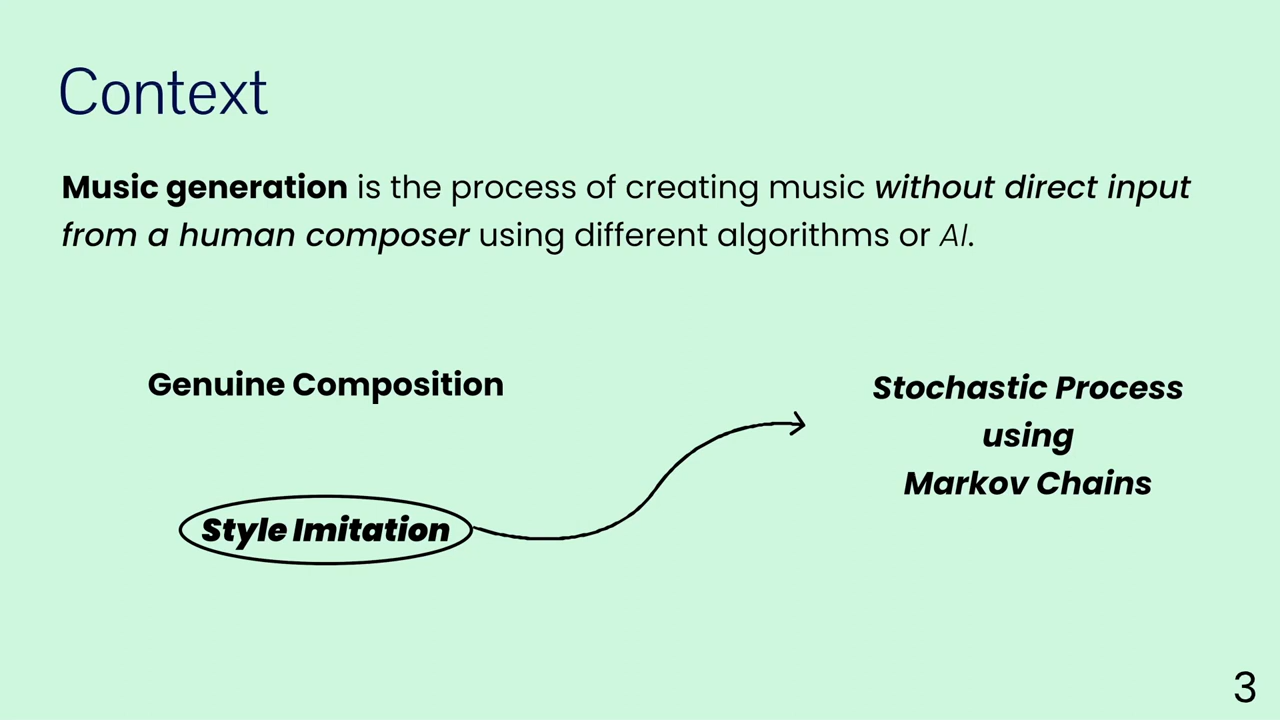 Context
Music generation is the process of creating music without direct input
from a human composer using different algorithms or AI.
Genuine Composition
Style Imitation
Stochastic Process
using
Markov Chains
3